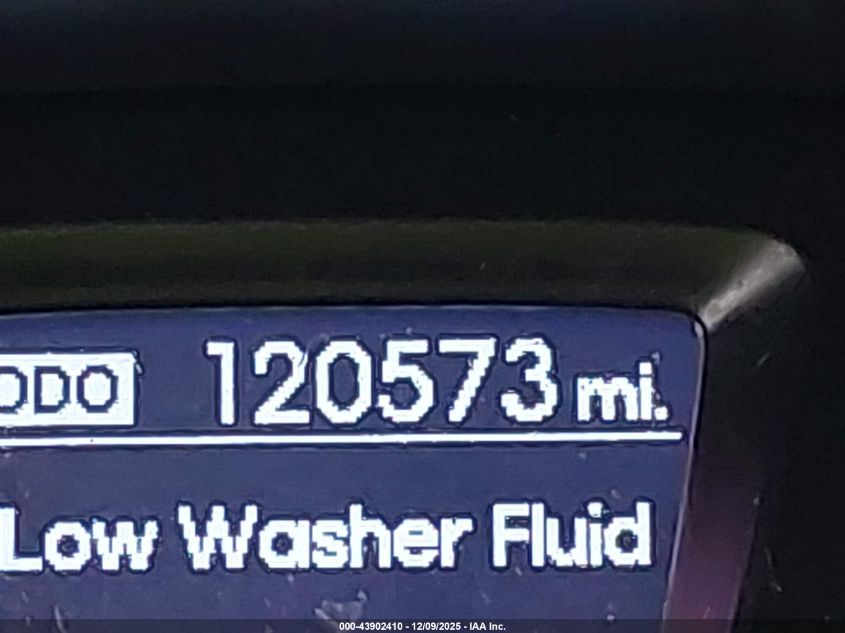 ODO 120573 mi.
Low Washer Fluid
000-43902410 - 12/09/2025 - IAA Inc.